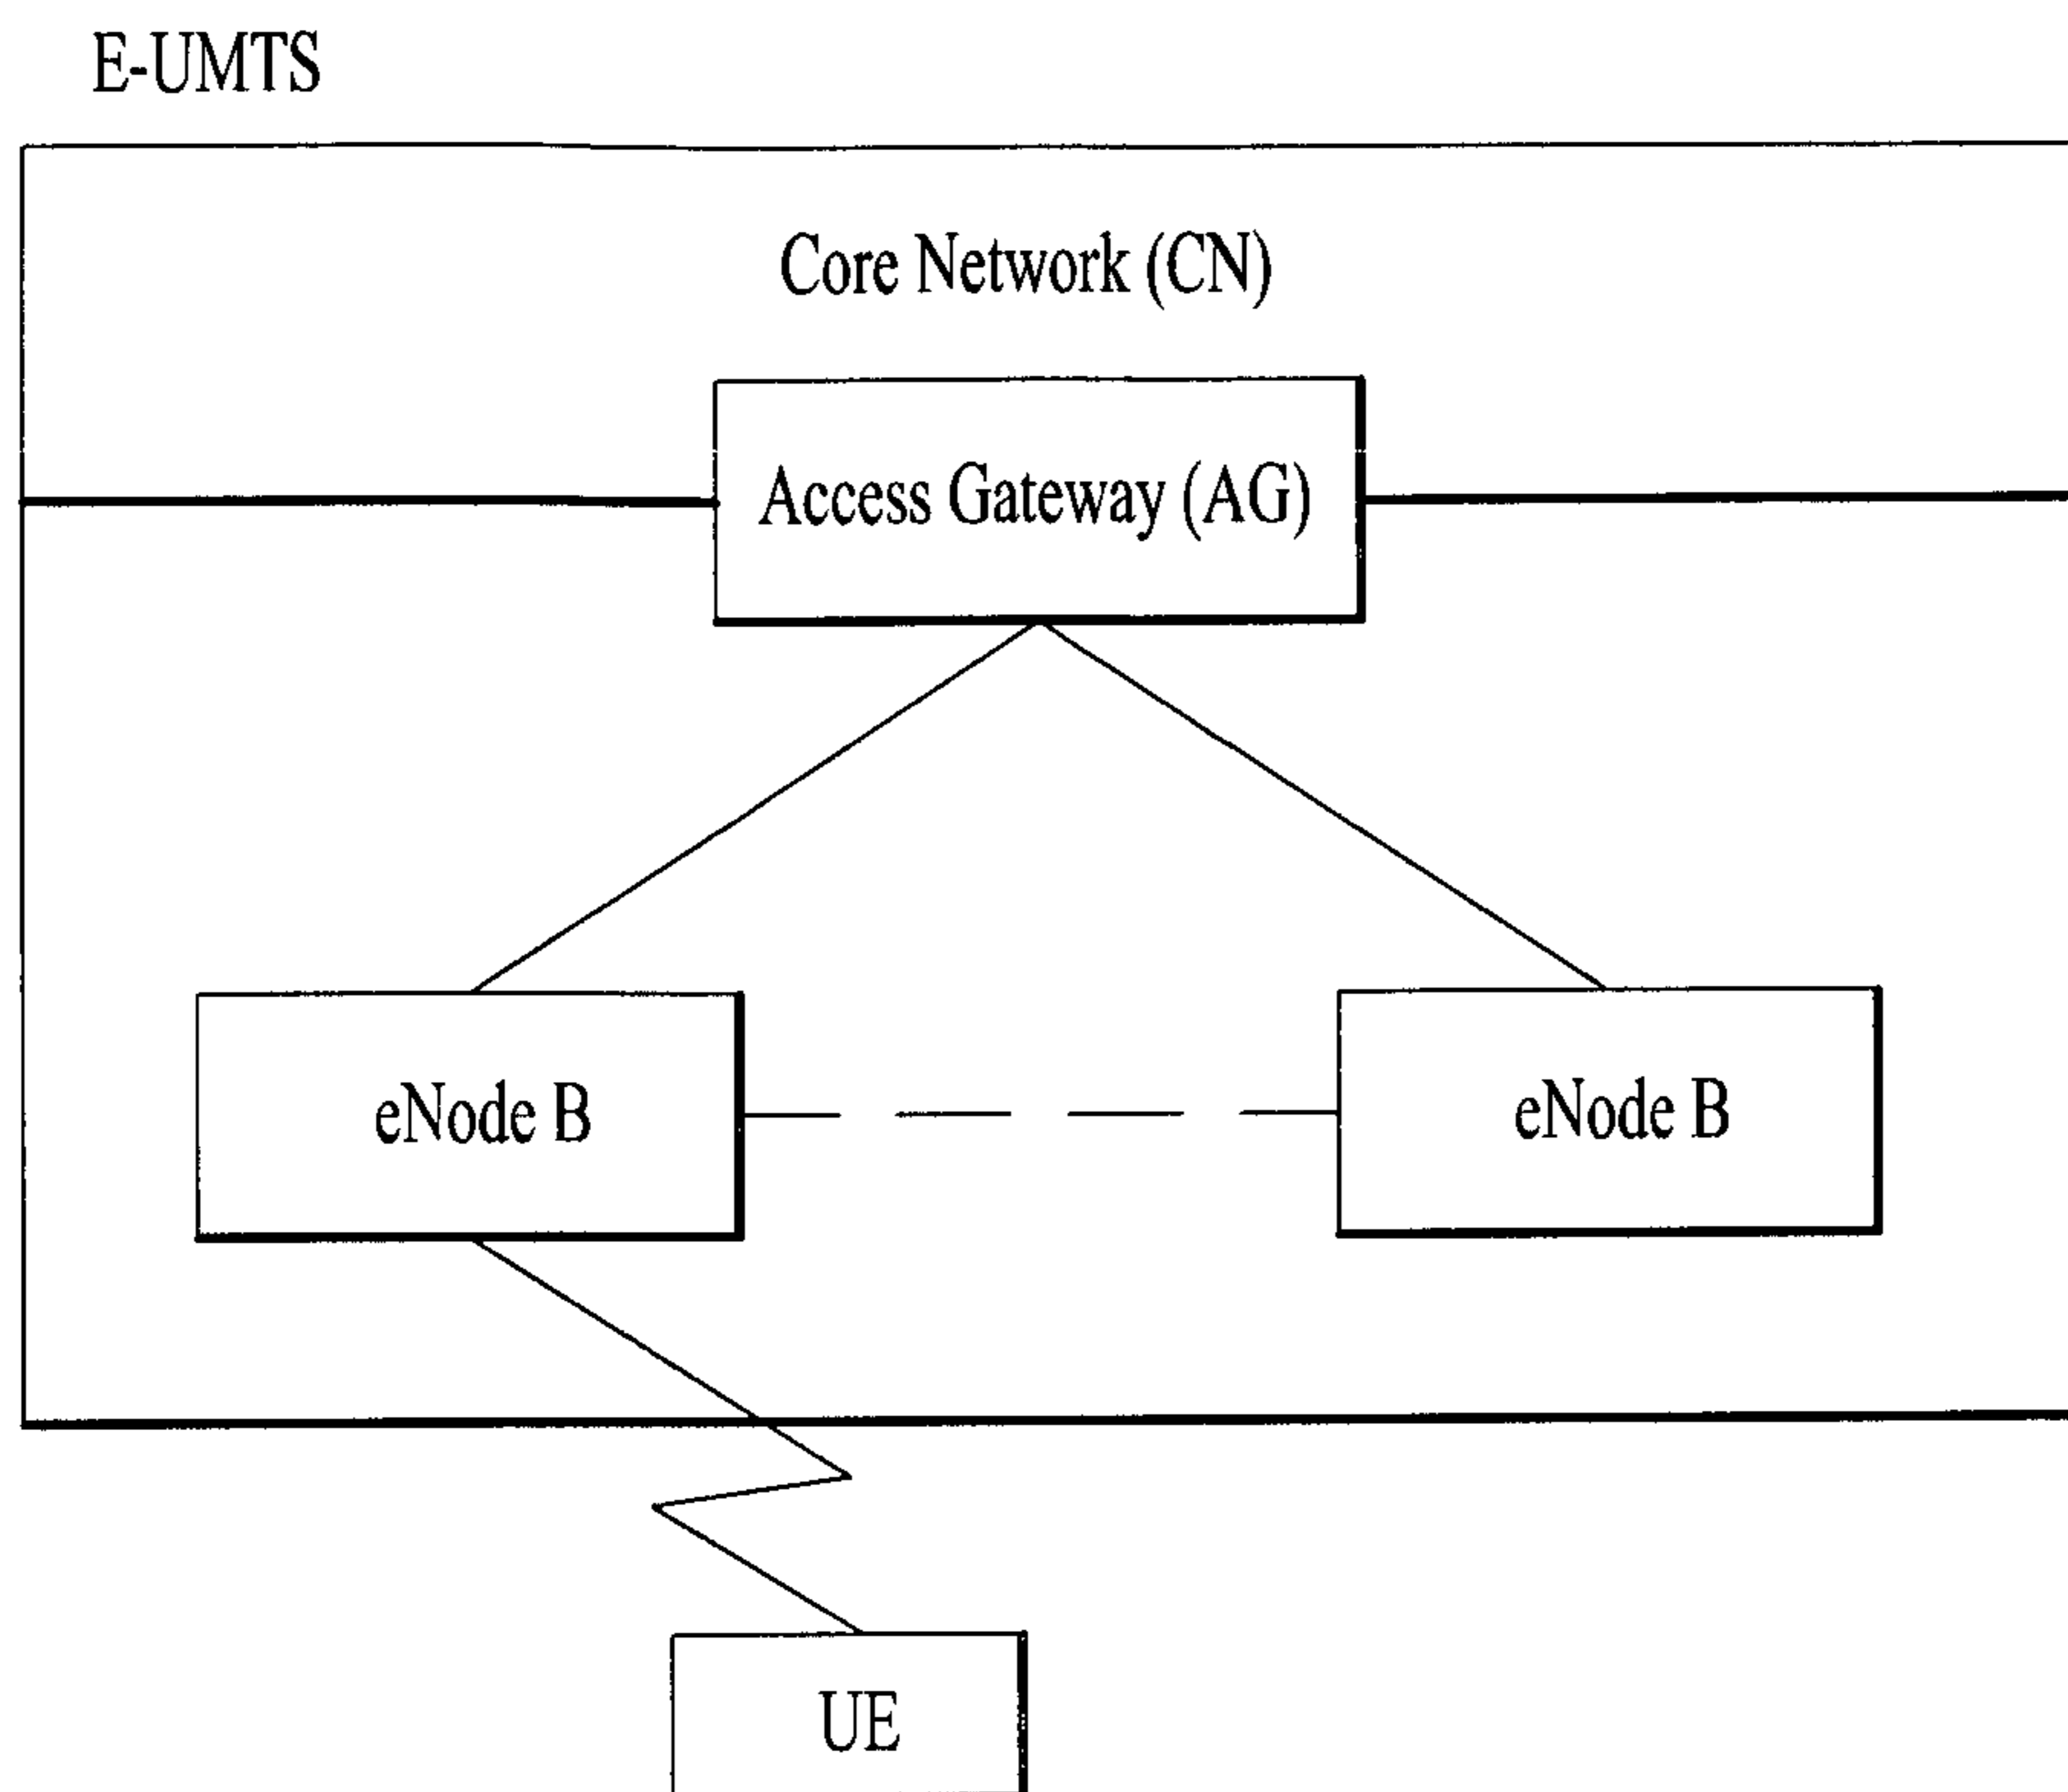 E-UMTS
Core Network (CN)
Access Gateway (AG)
eNode B
eNode B
UE